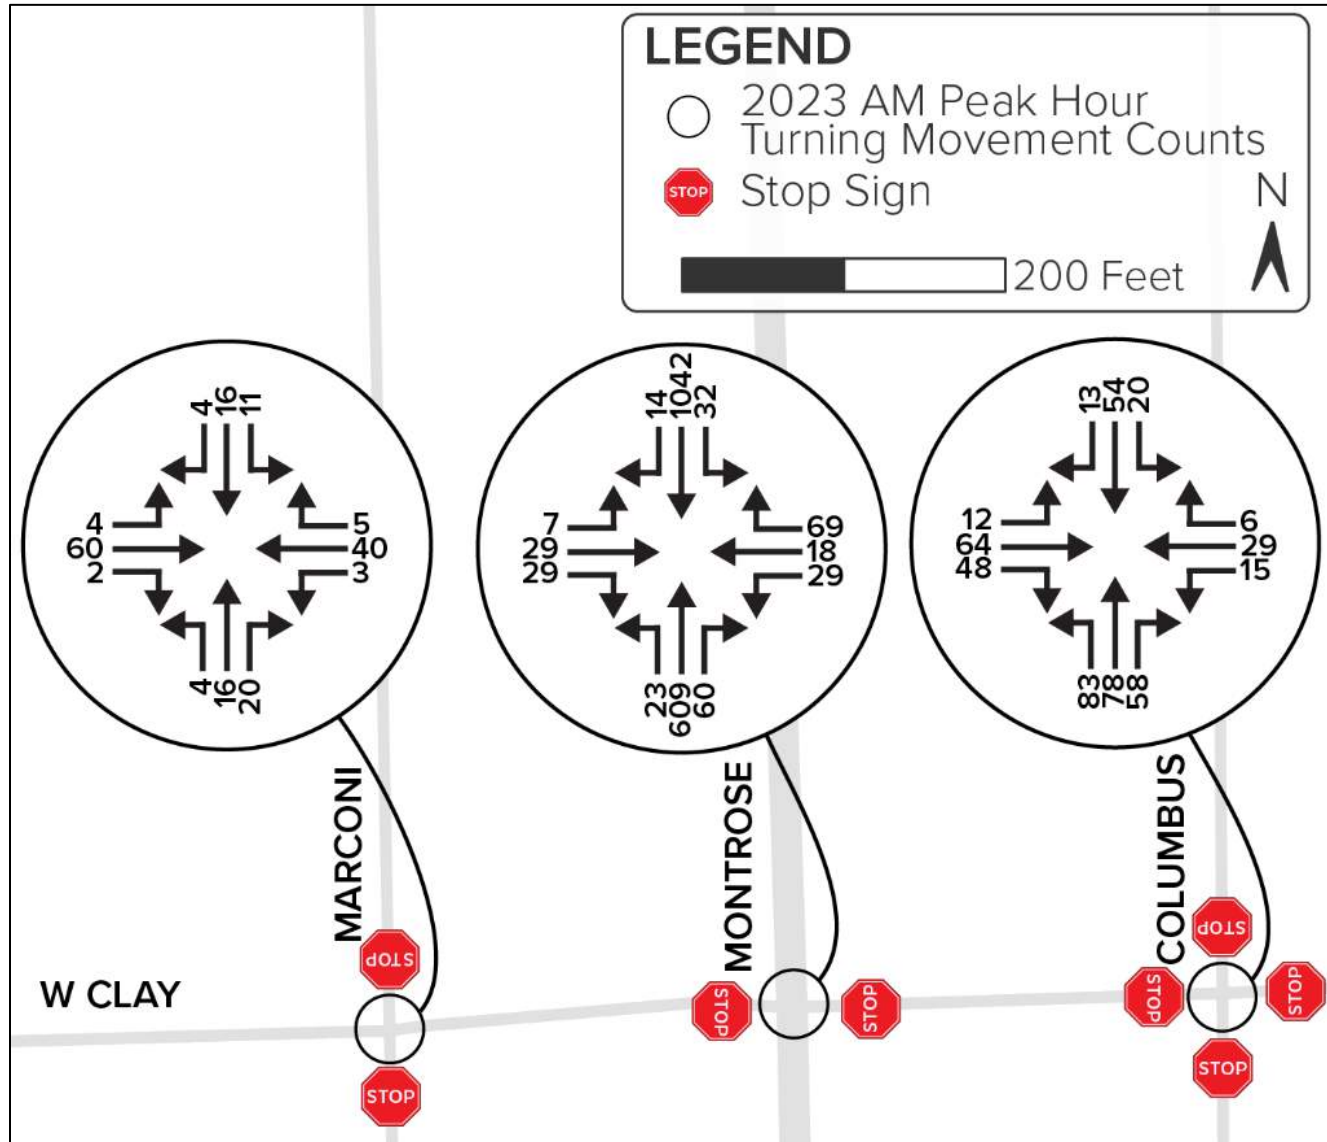 LEGEND
2023 AM Peak Hour
Turning Movement Counts
STOP
Stop Sign
N
200 Feet
4
16
11
4
60
2
5
40
3
4
16
20
14
1042
32
7
29
29
69
18
29
23
609
60
13
54
20
12
64
48
6
29
15
83
78
58
MARCONI
MONTROSE
COLUMBUS
W CLAY
STOP
STOP
STOP
STOP
STOP
STOP
STOP
STOP